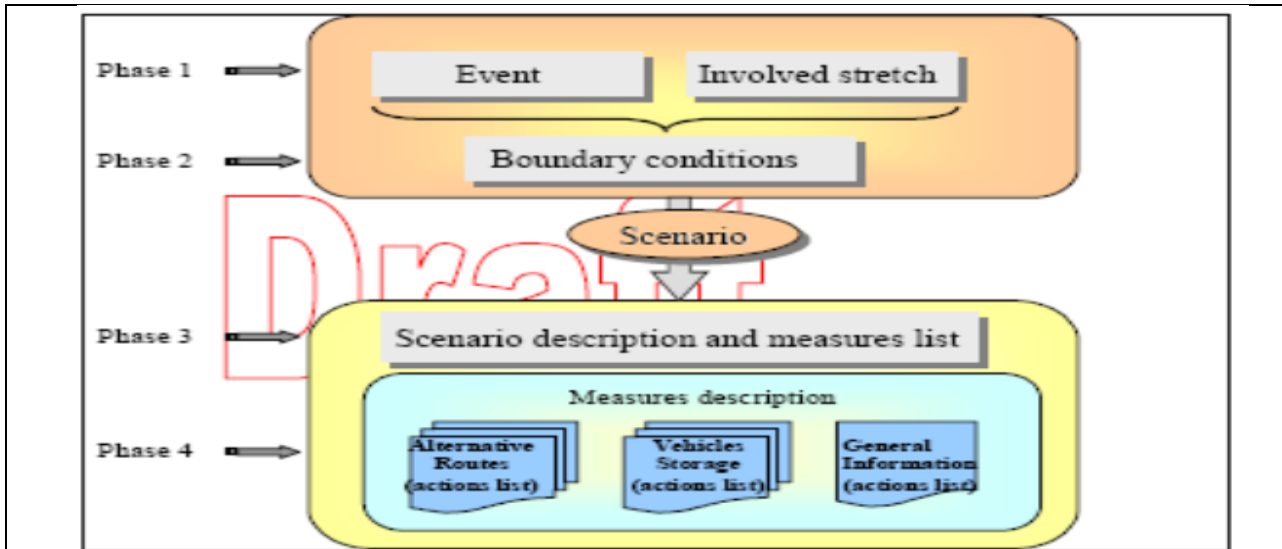 Phase 1
Event
Involved stretch
Phase 2
Boundary conditions
Scenario
Draft
Phase 3
Scenario description and measures list
Measures description
Phase 4
Alternative
Routes
(actions list)
Vehicles
Storage
(actions list)
General
Information
(actions list)